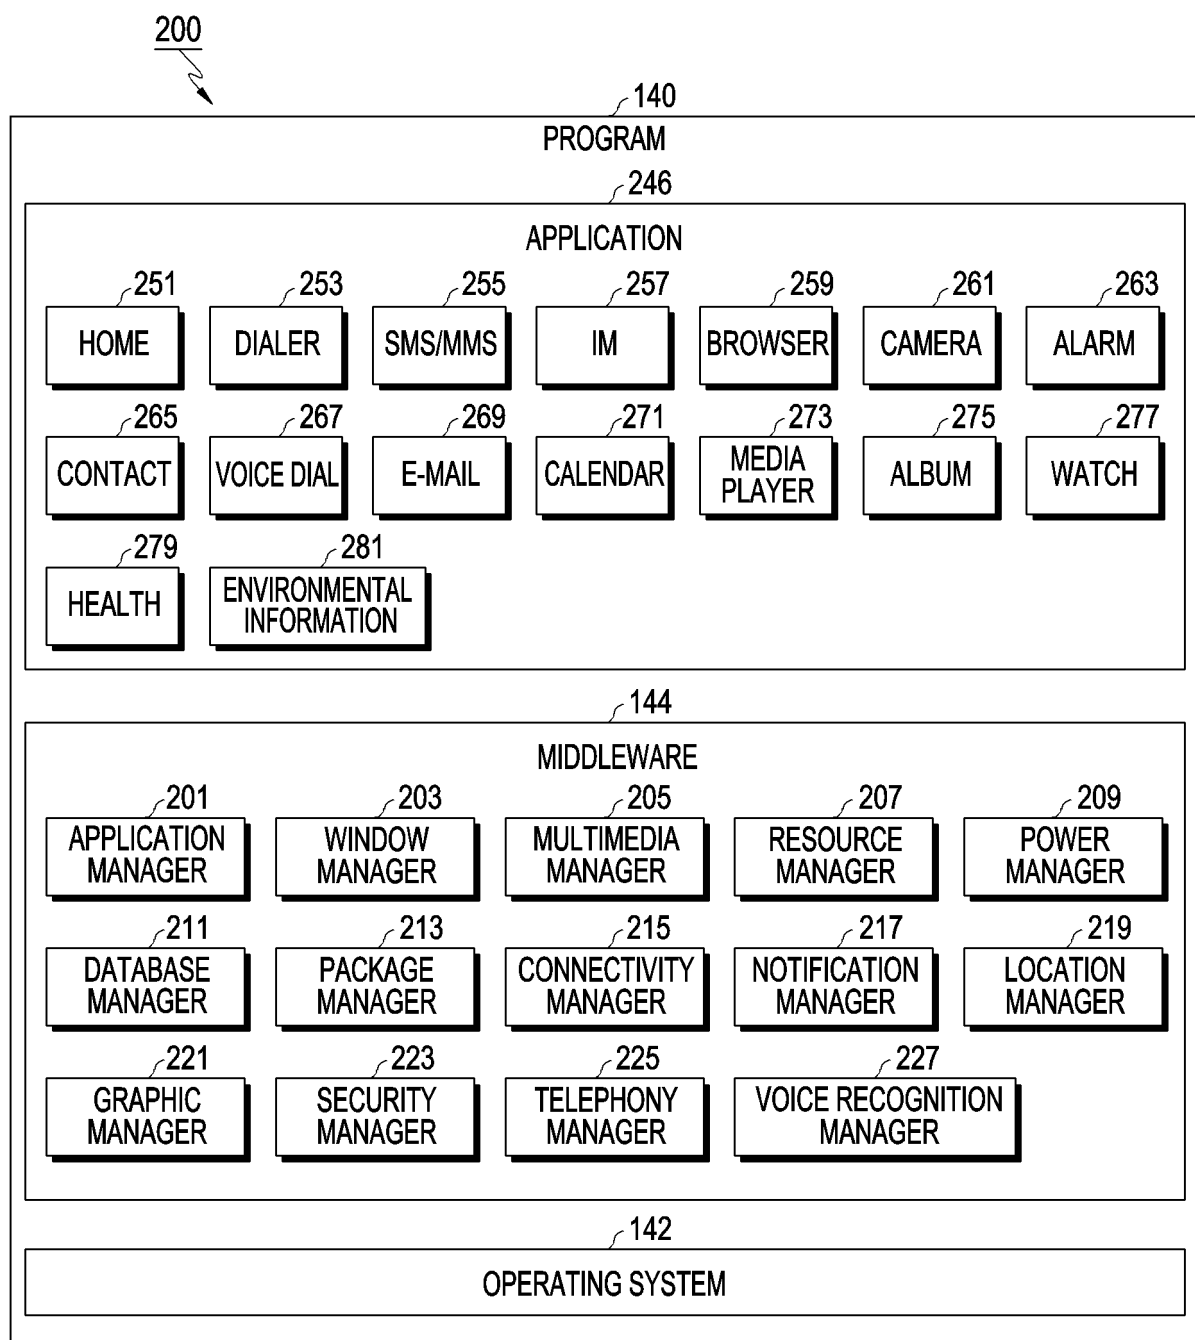 200
140
PROGRAM
246
APPLICATION
251 253 255 257 259 261 263
HOME DIALER SMS/MMS IM BROWSER CAMERA ALARM
265 267 269 271 273 275 277
CONTACT VOICE DIAL E-MAIL CALENDAR MEDIA PLAYER ALBUM WATCH
279 281
HEALTH ENVIRONMENTAL INFORMATION
144
MIDDLEWARE
201 203 205 207 209
APPLICATION MANAGER WINDOW MANAGER MULTIMEDIA MANAGER RESOURCE MANAGER POWER MANAGER
211 213 215 217 219
DATABASE MANAGER PACKAGE MANAGER CONNECTIVITY MANAGER NOTIFICATION MANAGER LOCATION MANAGER
221 223 225 227
GRAPHIC MANAGER SECURITY MANAGER TELEPHONY MANAGER VOICE RECOGNITION MANAGER
142
OPERATING SYSTEM